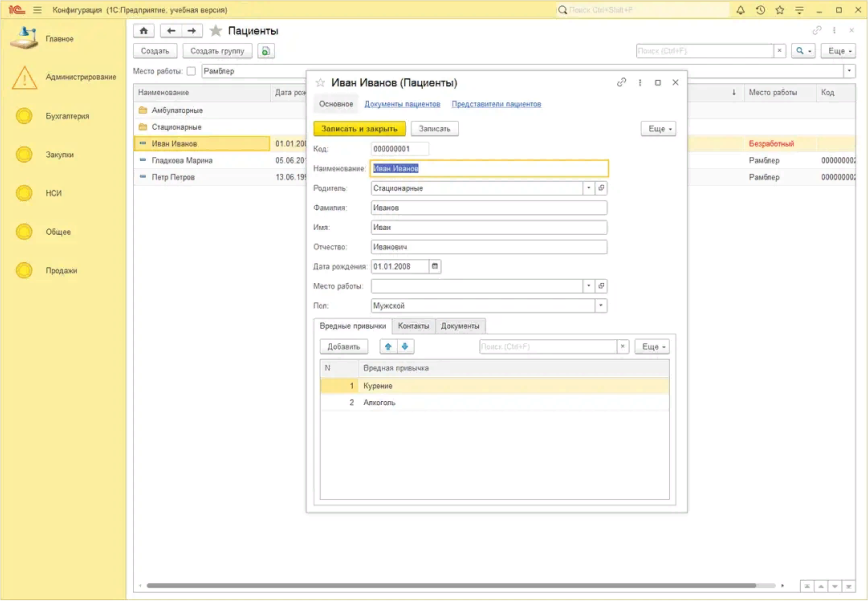 1С Конфигурация (1С:Предприятие, учебная версия) Поиск Ctrl+Shift+F
Главное
Администрирование
Бухгалтерия
Закупки
НСИ
Общее
Продажи
Пациенты
Создать Создать группу Поиск (Ctrl+F) × Еще
Место работы: Рамблер
Наименование Дата рож Место работы Код
Амбулаторные
Стационарные
Иван Иванов 01.01.200 Безработный
Гладкова Марина 05.06.20 Рамблер 00000002
Петр Петров 13.06.199 Рамблер 00000002
Иван Иванов (Пациенты)
Основное Документы пациентов Представители пациентов
Записать и закрыть Записать Еще
Код: 000000001
Наименование: Иван Иванов
Родитель: Стационарные
Фамилия: Иванов
Имя: Иван
Отчество: Иванович
Дата рождения: 01.01.2008
Место работы:
Пол: Мужской
Вредные привычки Контакты Документы
Добавить Поиск (Ctrl+F) × Еще
N Вредная привычка
1 Курение
2 Алкоголь